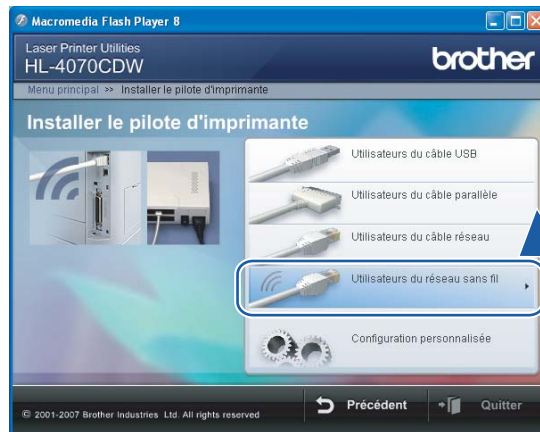 Macromedia Flash Player 8
Laser Printer Utilities
HL-4070CDW
brother
Menu principal >> Installer le pilote d'imprimante
Installer le pilote d'imprimante
Utilisateurs du câble USB
Utilisateurs du câble parallèle
Utilisateurs du câble réseau
Utilisateurs du réseau sans fil
Configuration personnalisée
© 2001-2007 Brother Industries Ltd. All rights reserved
Précédent
Quitter